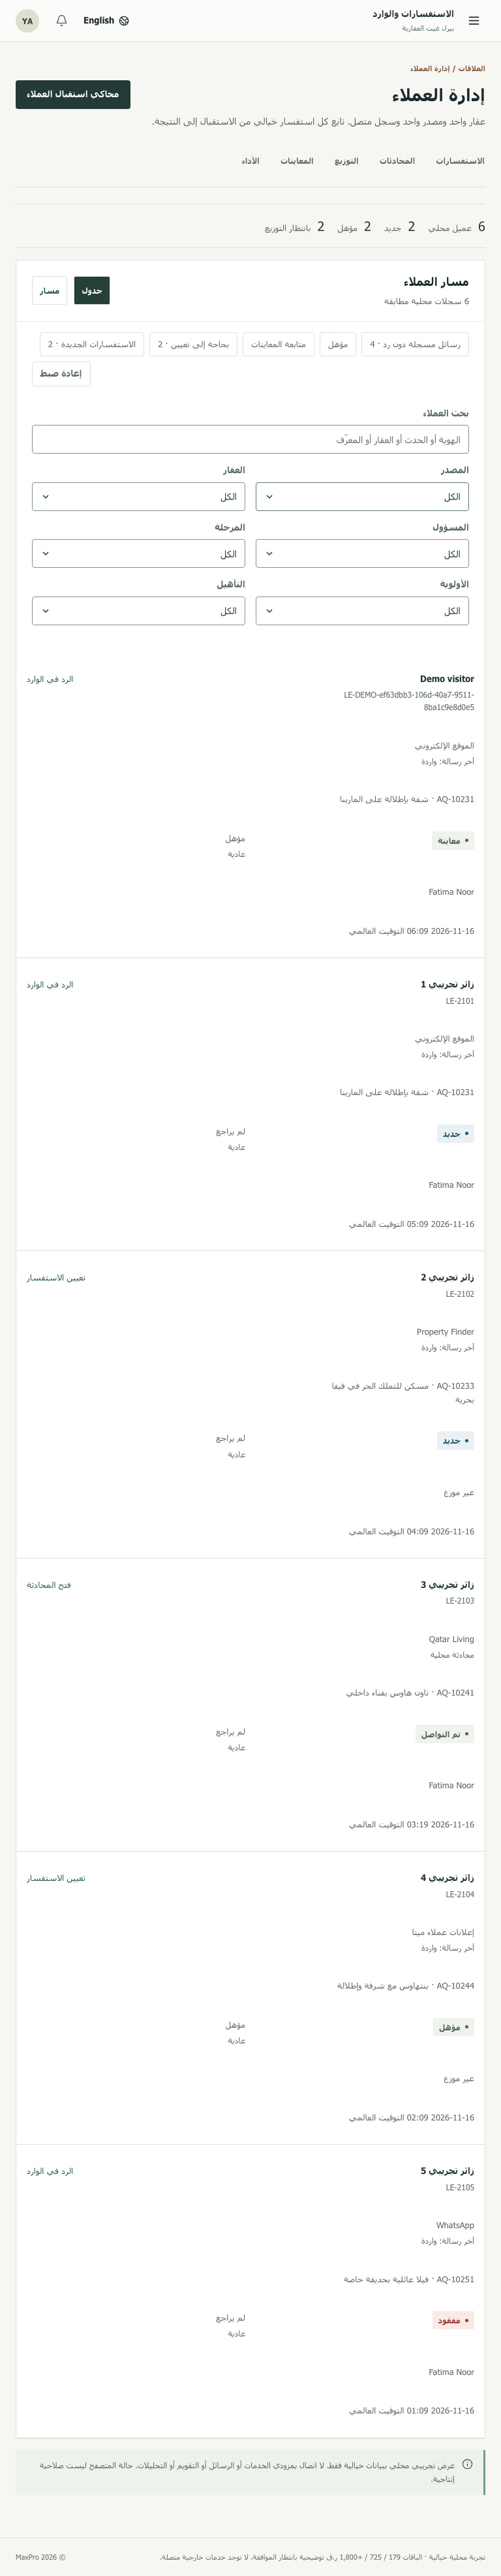 الاستفسارات والوارد
بيرل غيت العقارية
English
YA
العلاقات / إدارة العملاء
إدارة العملاء
محاكي استقبال العملاء
عقار واحد ومصدر واحد وسجل متصل. تابع كل استفسار خيالي من الاستقبال إلى النتيجة.
الاستفسارات المحادثات التوزيع المعاينات الأداء
6 عميل محلي 2 جديد 2 مؤهل 2 بانتظار التوزيع
مسار العملاء
6 سجلات محلية مطابقة
جدول مسار
رسائل مسجلة دون رد · 4 مؤهل متابعة المعاينات بحاجة إلى تعيين · 2 الاستفسارات الجديدة · 2
إعادة ضبط
بحث العملاء
الهوية أو الحدث أو العقار أو المعرّف
المصدر العقار
الكل الكل
المسؤول المرحلة
الكل الكل
الأولوية التأهيل
الكل الكل
Demo visitor الرد في الوارد
LE-DEMO-ef63dbb3-106d-40a7-9511-
8ba1c9e8d0e5
الموقع الإلكتروني
آخر رسالة: واردة
AQ-10231 · شقة بإطلالة على المارينا
معاينة مؤهل
عادية
Fatima Noor
2026-11-16 06:09 التوقيت العالمي
زائر تجريبي 1 الرد في الوارد
LE-2101
الموقع الإلكتروني
آخر رسالة: واردة
AQ-10231 · شقة بإطلالة على المارينا
جديد لم يراجع
عادية
Fatima Noor
2026-11-16 05:09 التوقيت العالمي
زائر تجريبي 2 تعيين الاستفسار
LE-2102
Property Finder
آخر رسالة: واردة
AQ-10233 · مسكن للتملك الحر في فيفا
بحرية
جديد لم يراجع
عادية
غير موزع
2026-11-16 04:09 التوقيت العالمي
زائر تجريبي 3 فتح المحادثة
LE-2103
Qatar Living
محادثة محلية
AQ-10241 · تاون هاوس بفناء داخلي
تم التواصل لم يراجع
عادية
Fatima Noor
2026-11-16 03:19 التوقيت العالمي
زائر تجريبي 4 تعيين الاستفسار
LE-2104
إعلانات عملاء ميتا
آخر رسالة: واردة
AQ-10244 · بنتهاوس مع شرفة وإطلالة
مؤهل مؤهل
عادية
غير موزع
2026-11-16 02:09 التوقيت العالمي
زائر تجريبي 5 الرد في الوارد
LE-2105
WhatsApp
آخر رسالة: واردة
AQ-10251 · فيلا عائلية بحديقة خاصة
مفقود لم يراجع
عادية
Fatima Noor
2026-11-16 01:09 التوقيت العالمي
عرض تجريبي محلي ببيانات خيالية فقط. لا اتصال بمزودي الخدمات أو الرسائل أو التقويم أو التحليلات. حالة المتصفح ليست صلاحية
إنتاجية.
تجربة محلية خيالية · الباقات 179 / 725 / +1,800 ر.ق توضيحية بانتظار الموافقة. لا توجد خدمات خارجية متصلة. © 2026 MaxPro